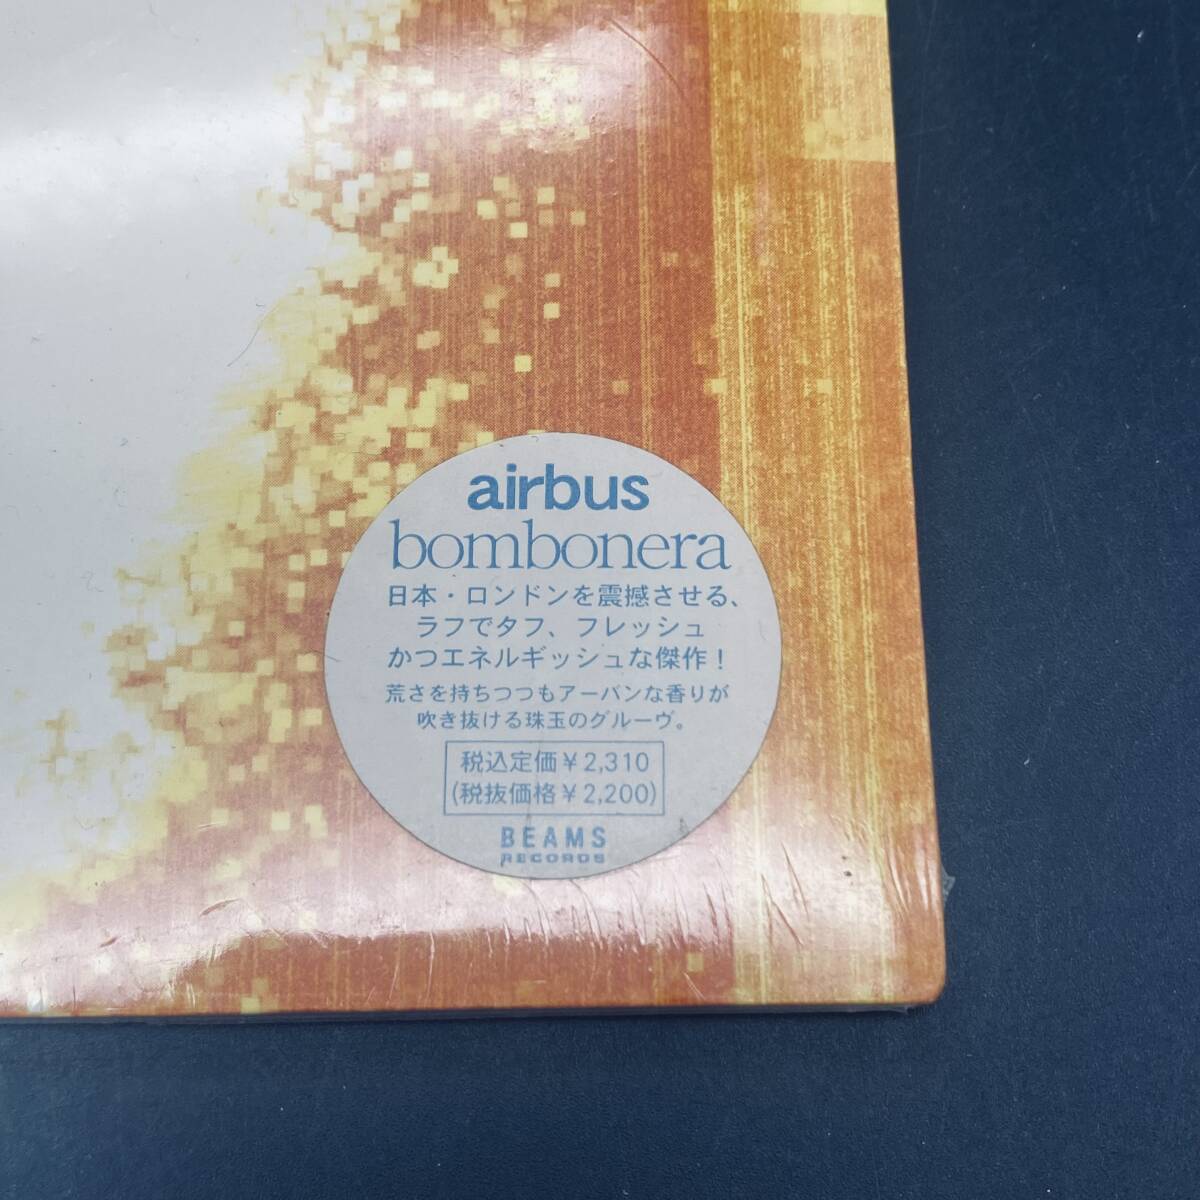 airbus
bombonera
日本・ロンドンを震撼させる、
ラフでタフ、フレッシュ
かつエネルギッシュな傑作！
荒さを持ちつつもアーバンな香りが
吹き抜ける珠玉のグルーヴ。
税込定価￥2,310
(税抜価格￥2,200)
BEAMS
RECORDS